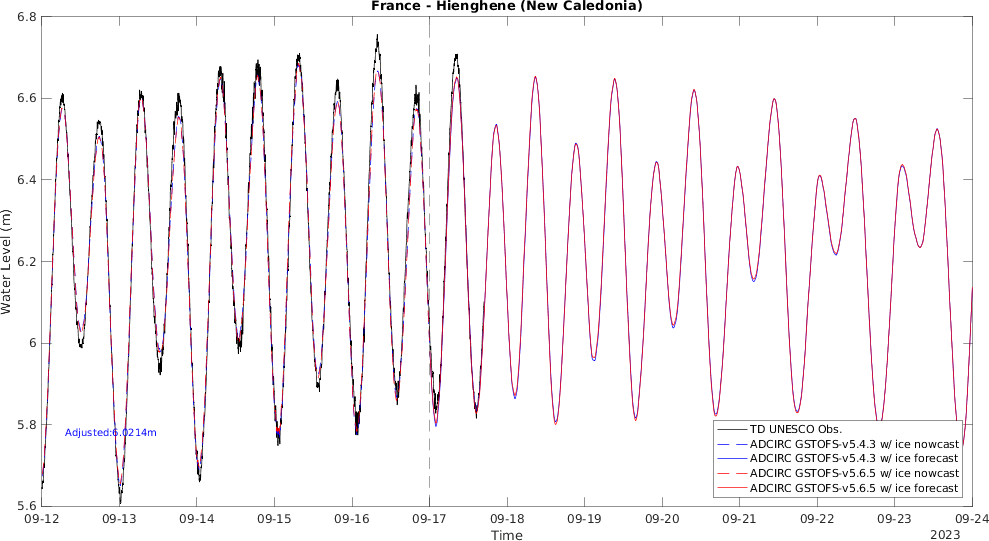 France - Hienghene (New Caledonia)
6.8
6.6
6.4
6.2
6
5.8
5.6
Water Level (m)
Adjusted:6.0214m
TD UNESCO Obs.
ADCIRC GSTOFS-v5.4.3 w/ ice nowcast
ADCIRC GSTOFS-v5.4.3 w/ ice forecast
ADCIRC GSTOFS-v5.6.5 w/ ice nowcast
ADCIRC GSTOFS-v5.6.5 w/ ice forecast
09-12 09-13 09-14 09-15 09-16 09-17 09-18 09-19 09-20 09-21 09-22 09-23 09-24
Time
2023